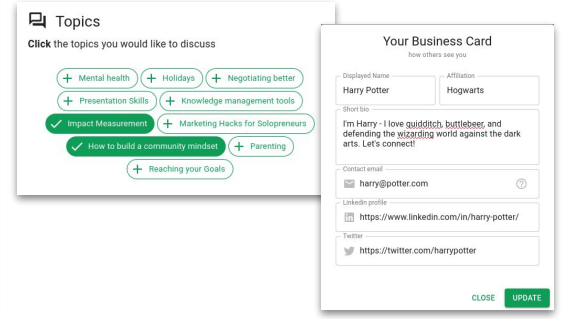 Topics
Click the topics you would like to discuss
Mental health
Holidays
Negotiating better
Presentation Skills
Knowledge management tools
Impact Measurement
Marketing Hacks for Solopreneurs
How to build a community mindset
Parenting
Reaching your Goals
Your Business Card
how others see you
Displayed Name
Affiliation
Harry Potter
Hogwarts
Short bio
I'm Harry - I love quidditch, buttlebeer, and
defending the wizarding world against the dark
arts. Let's connect!
Contact email
harry@potter.com
Linkedin profile
https://www.linkedin.com/in/harry-potter/
Twitter
https://twitter.com/harrypotter
CLOSE
UPDATE